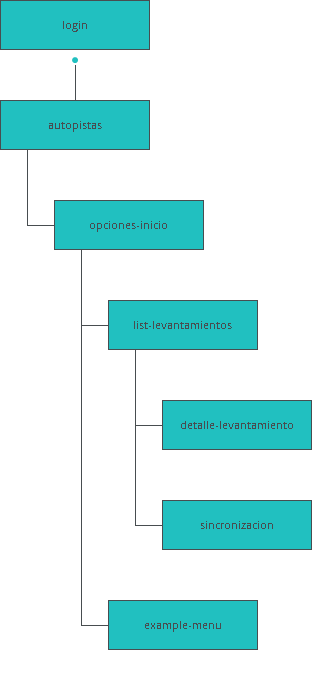 login
autopistas
opciones-inicio
list-levantamientos
detalle-levantamiento
sincronizacion
example-menu